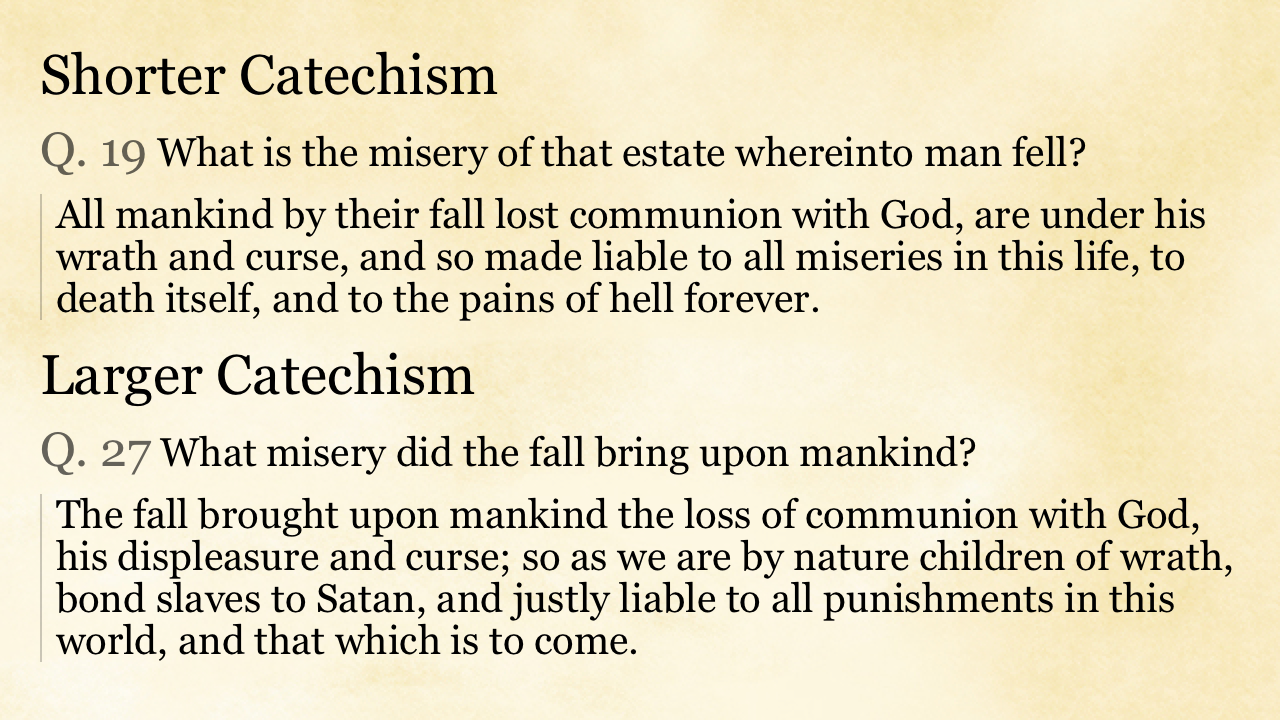 Shorter Catechism
Q. 19 What is the misery of that estate whereinto man fell?
All mankind by their fall lost communion with God, are under his
wrath and curse, and so made liable to all miseries in this life, to
death itself, and to the pains of hell forever.
Larger Catechism
Q. 27 What misery did the fall bring upon mankind?
The fall brought upon mankind the loss of communion with God,
his displeasure and curse; so as we are by nature children of wrath,
bond slaves to Satan, and justly liable to all punishments in this
world, and that which is to come.